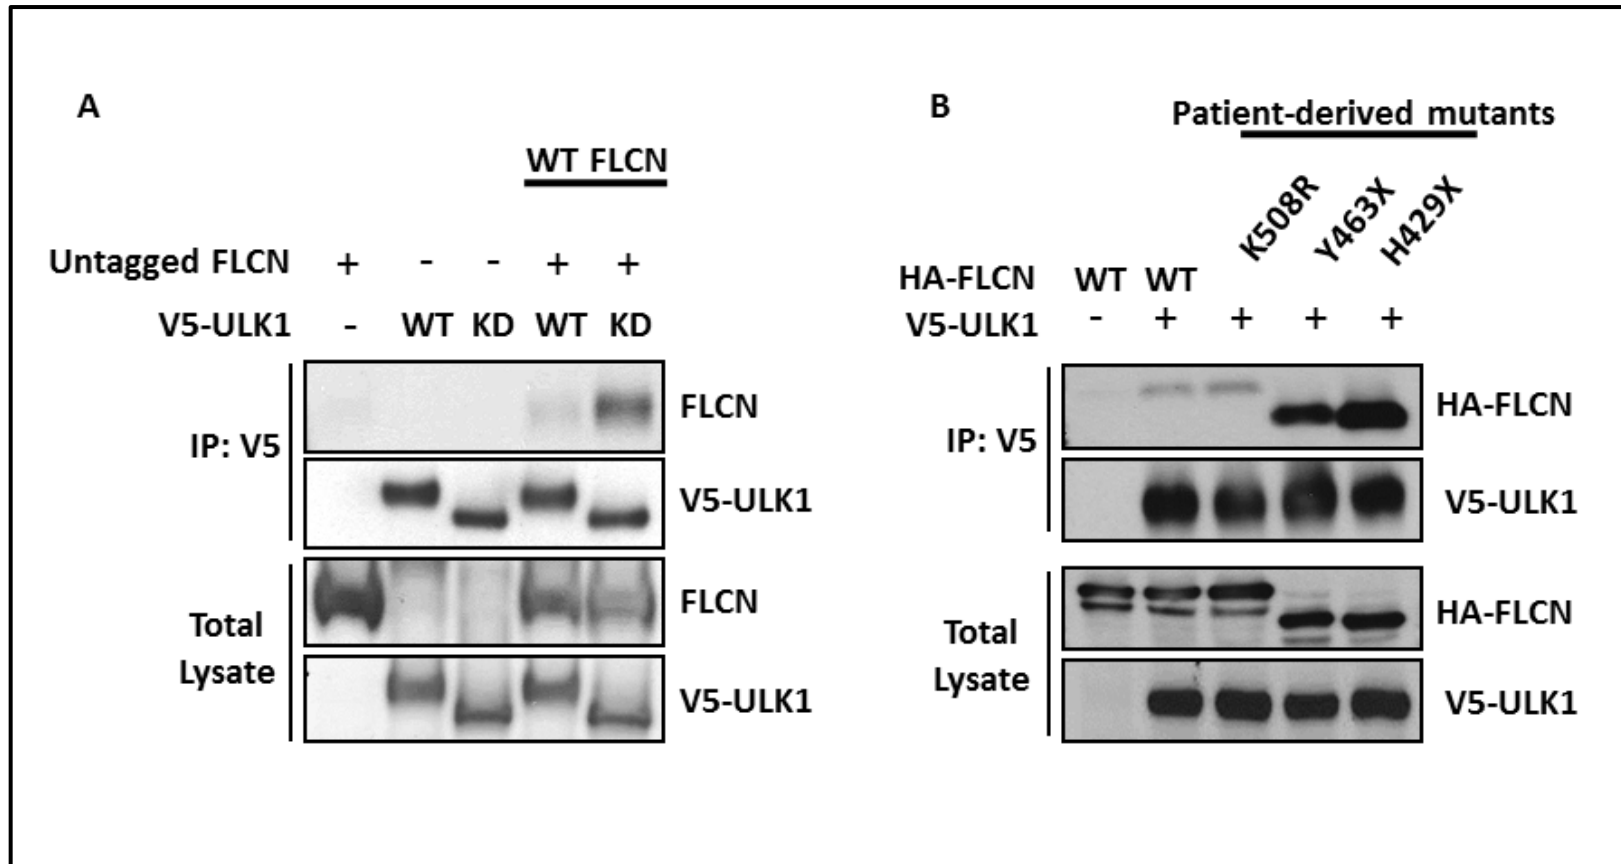 A
WT FLCN
Untagged FLCN + - - + +
V5-ULK1 - WT KD WT KD
IP: V5
FLCN
V5-ULK1
Total
Lysate
FLCN
V5-ULK1
B
Patient-derived mutants
K508R
Y463X
H429X
HA-FLCN WT WT
V5-ULK1 - + + + +
IP: V5
HA-FLCN
V5-ULK1
Total
Lysate
HA-FLCN
V5-ULK1